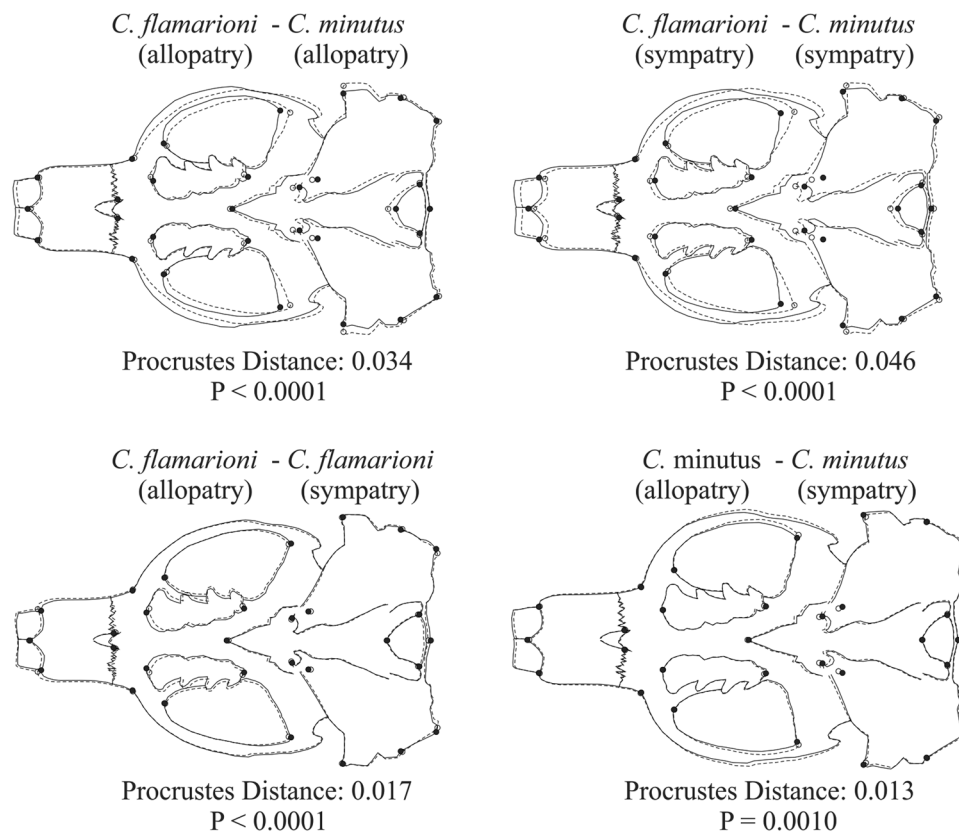 C. flamarioni - C. minutus
(allopatry) (allopatry)
Procrustes Distance: 0.034
P < 0.0001
C. flamarioni - C. minutus
(sympatry) (sympatry)
Procrustes Distance: 0.046
P < 0.0001
C. flamarioni - C. flamarioni
(allopatry) (sympatry)
Procrustes Distance: 0.017
P < 0.0001
C. minutus - C. minutus
(allopatry) (sympatry)
Procrustes Distance: 0.013
P = 0.0010